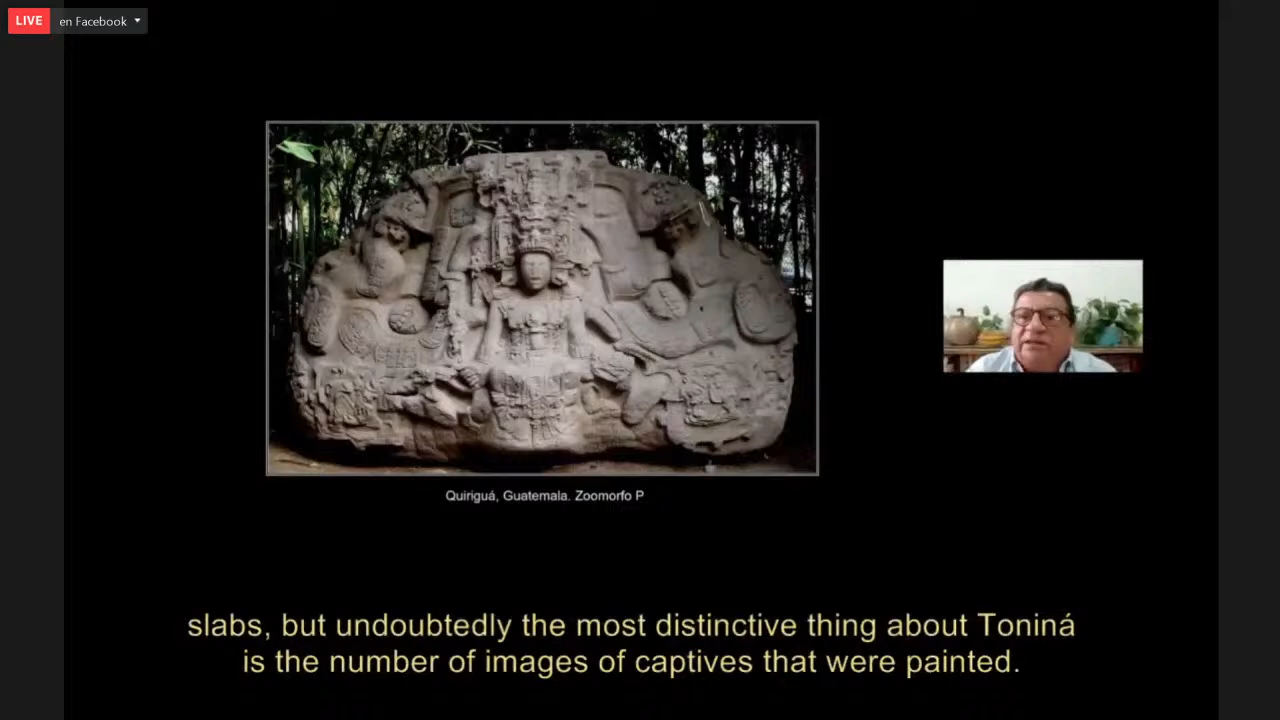 LIVE en Facebook
Quiriguá, Guatemala. Zoomorfo P
slabs, but undoubtedly the most distinctive thing about Toniná
is the number of images of captives that were painted.